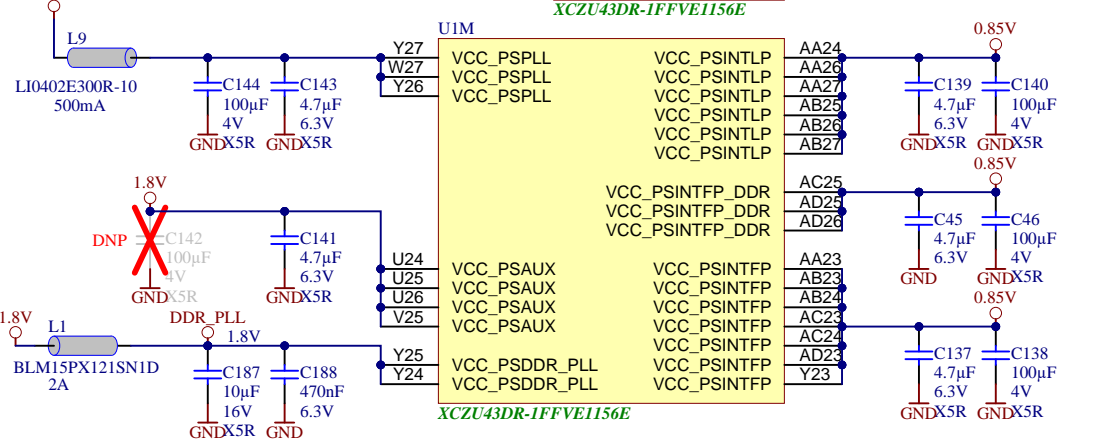 XCZU43DR-1FFVE1156E
U1M
L9
LI0402E300R-10
500mA
C144
100µF
4V
X5R
GND
C143
4.7µF
6.3V
X5R
GND
Y27
W27
Y26
VCC_PSPLL
VCC_PSPLL
VCC_PSPLL
1.8V
DNP
C142
100µF
4V
X5R
GND
C141
4.7µF
6.3V
X5R
GND
U24
U25
U26
V25
VCC_PSAUX
VCC_PSAUX
VCC_PSAUX
VCC_PSAUX
1.8V
L1
BLM15PX121SN1D
2A
DDR_PLL
1.8V
C187
10µF
16V
X5R
GND
C188
470nF
6.3V
GND
Y25
Y24
VCC_PSDDR_PLL
VCC_PSDDR_PLL
VCC_PSINTLP
VCC_PSINTLP
VCC_PSINTLP
VCC_PSINTLP
VCC_PSINTLP
VCC_PSINTLP
AA24
AA26
AA27
AB25
AB26
AB27
0.85V
C139
4.7µF
6.3V
X5R
GND
C140
100µF
4V
X5R
GND
VCC_PSINTFP_DDR
VCC_PSINTFP_DDR
VCC_PSINTFP_DDR
AC25
AD25
AD26
0.85V
C45
4.7µF
6.3V
GND
C46
100µF
4V
X5R
GND
VCC_PSINTFP
VCC_PSINTFP
VCC_PSINTFP
VCC_PSINTFP
VCC_PSINTFP
VCC_PSINTFP
VCC_PSINTFP
AA23
AB23
AB24
AC23
AC24
AD23
Y23
0.85V
C137
4.7µF
6.3V
X5R
GND
C138
100µF
4V
X5R
GND
XCZU43DR-1FFVE1156E